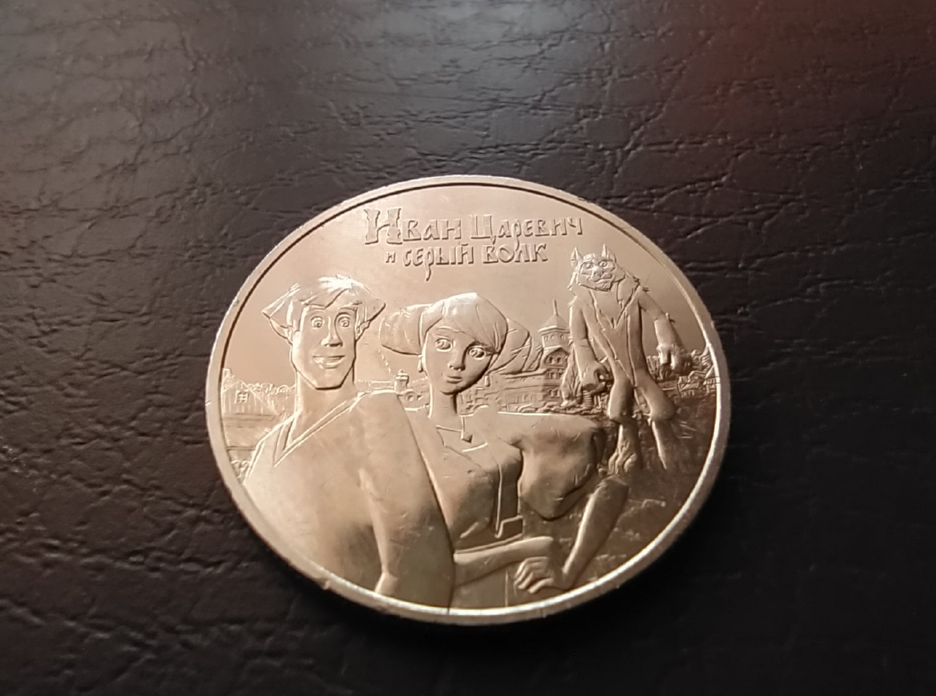 Иван Царевич
и серый волк